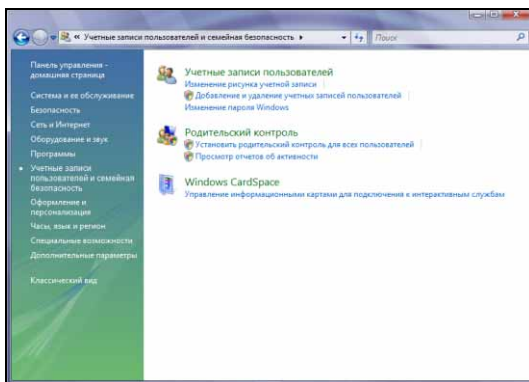 « Учетные записи пользователей и семейная безопасность
Поиск
Панель управления -
домашняя страница
Система и ее обслуживание
Безопасность
Сеть и Интернет
Оборудование и звук
Программы
Учетные записи
пользователей и семейная
безопасность
Оформление и
персонализация
Часы, язык и регион
Специальные возможности
Дополнительные параметры
Классический вид
Учетные записи пользователей
Изменение рисунка учетной записи
Добавление и удаление учетных записей пользователей
Изменение пароля Windows
Родительский контроль
Установить родительский контроль для всех пользователей
Просмотр отчетов об активности
Windows CardSpace
Управление информационными картами для подключения к интерактивным службам